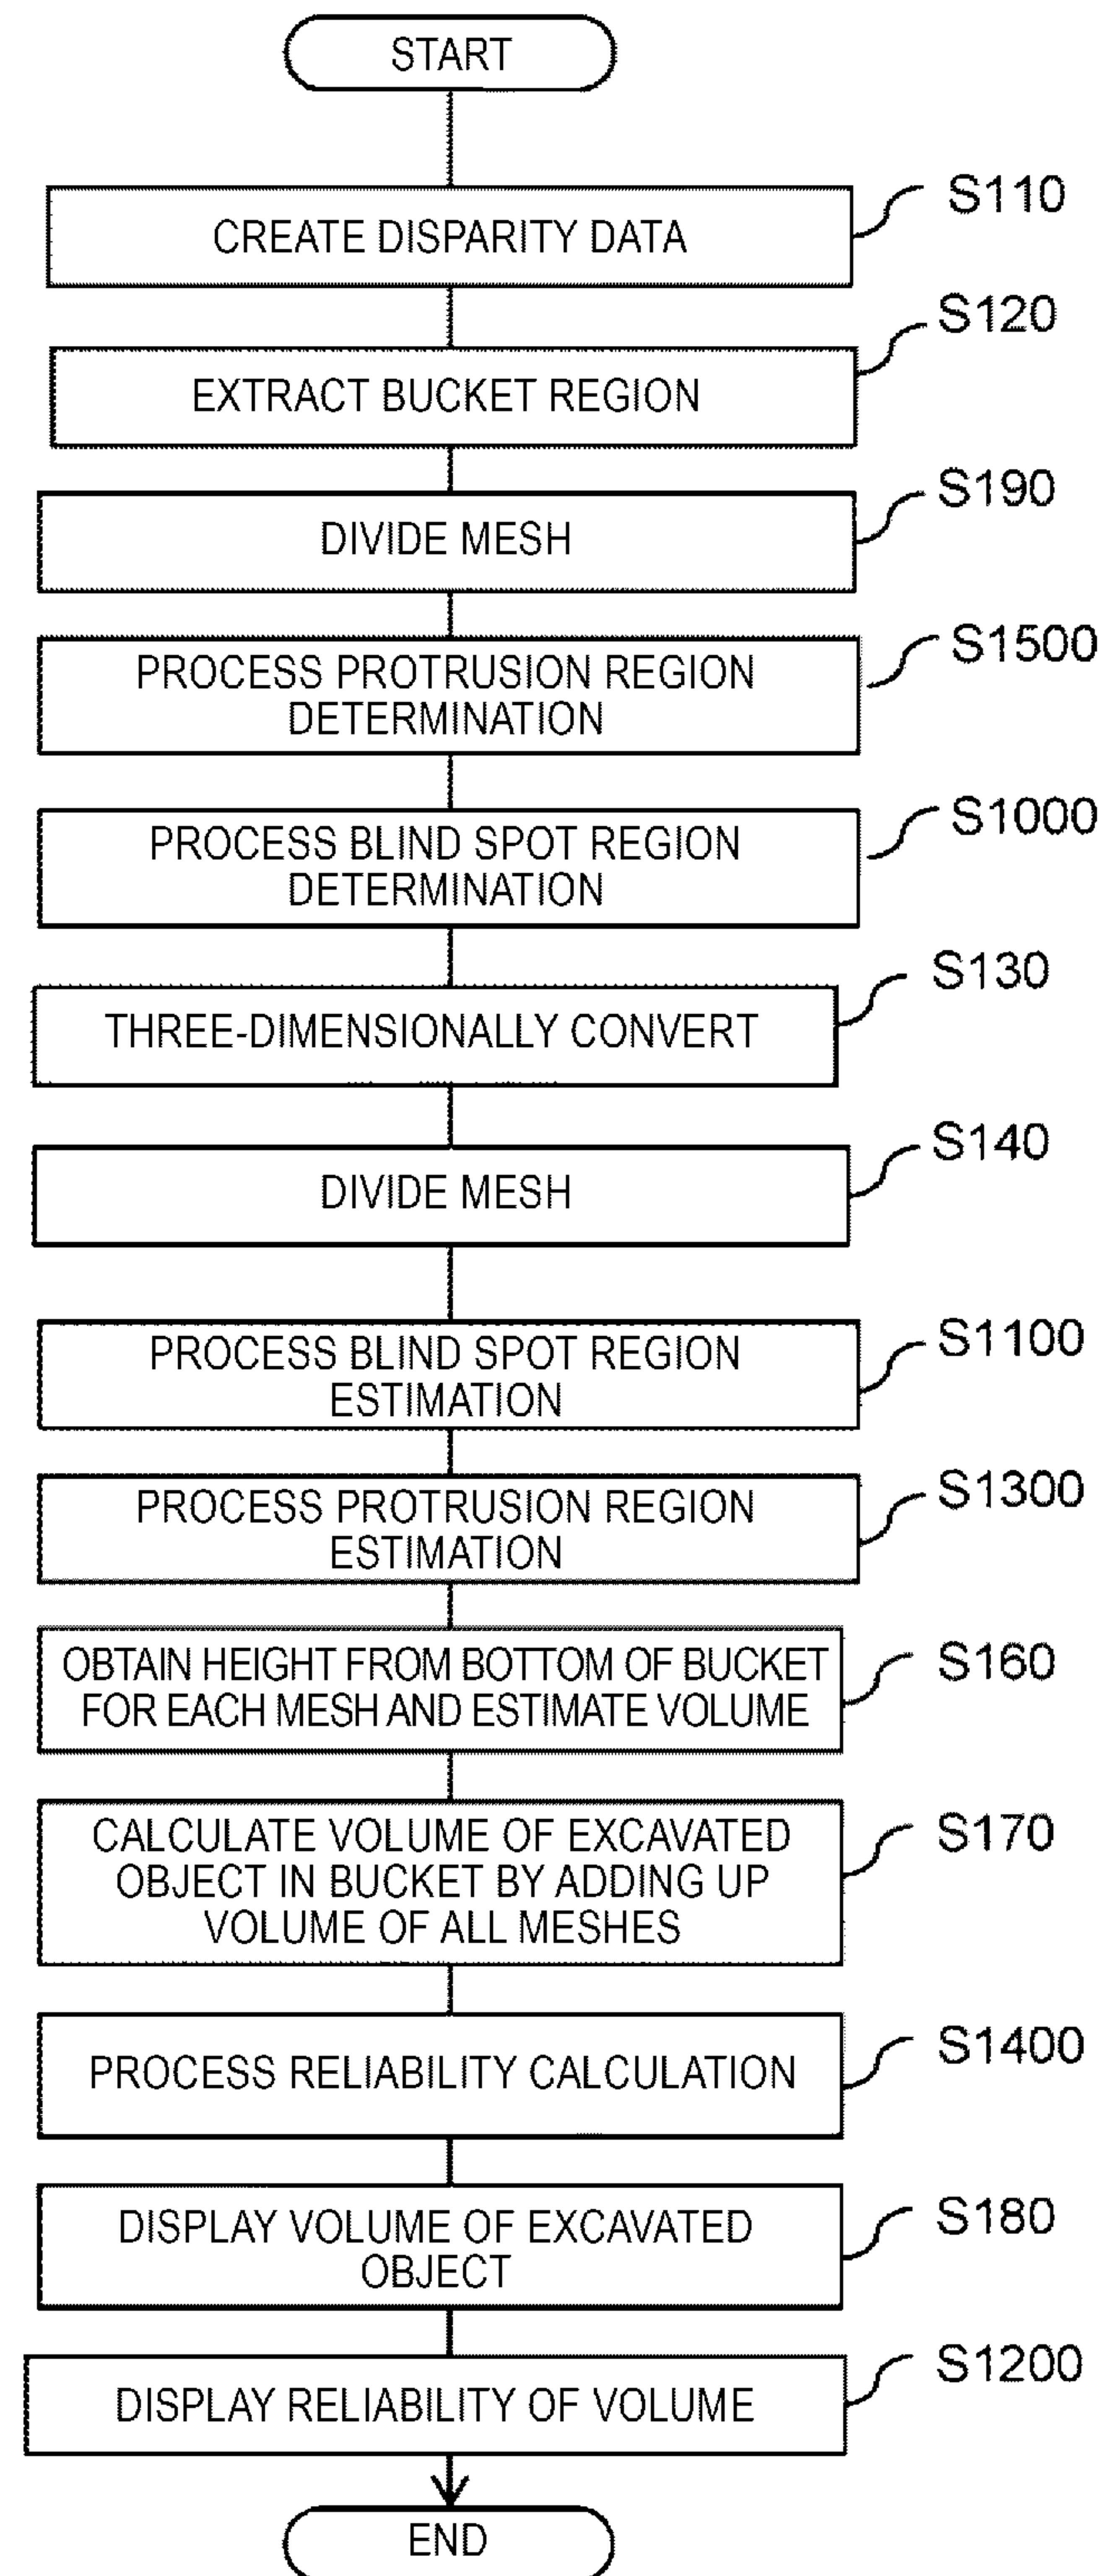 START
CREATE DISPARITY DATA
S110
EXTRACT BUCKET REGION
S120
DIVIDE MESH
S190
PROCESS PROTRUSION REGION
DETERMINATION
S1500
PROCESS BLIND SPOT REGION
DETERMINATION
S1000
THREE-DIMENSIONALLY CONVERT
S130
DIVIDE MESH
S140
PROCESS BLIND SPOT REGION
ESTIMATION
S1100
PROCESS PROTRUSION REGION
ESTIMATION
S1300
OBTAIN HEIGHT FROM BOTTOM OF BUCKET
FOR EACH MESH AND ESTIMATE VOLUME
S160
CALCULATE VOLUME OF EXCAVATED
OBJECT IN BUCKET BY ADDING UP
VOLUME OF ALL MESHES
S170
PROCESS RELIABILITY CALCULATION
S1400
DISPLAY VOLUME OF EXCAVATED
OBJECT
S180
DISPLAY RELIABILITY OF VOLUME
S1200
END